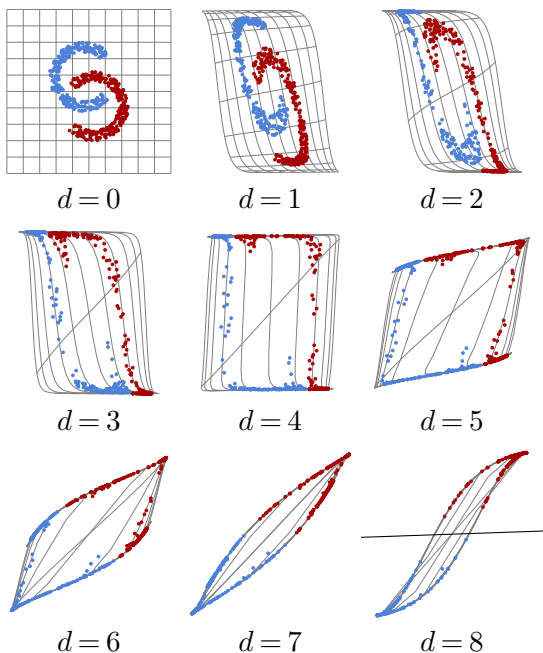 d = 0 d = 1 d = 2
d = 3 d = 4 d = 5
d = 6 d = 7 d = 8